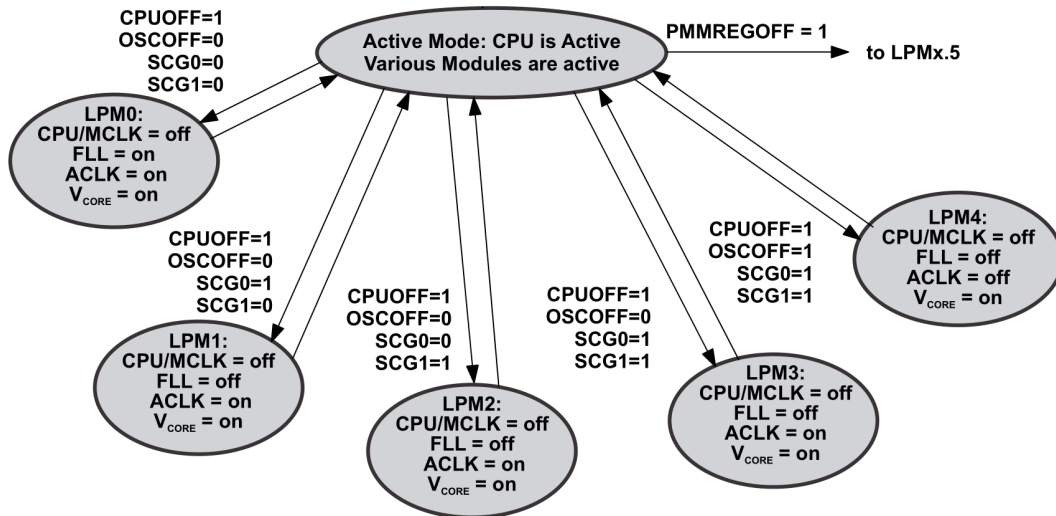 CPUOFF=1
OSCOFF=0
SCG0=0
SCG1=0
Active Mode: CPU is Active
Various Modules are active
PMMREGOFF = 1
to LPMx.5
LPM0:
CPU/MCLK = off
FLL = on
ACLK = on
VCORE = on
CPUOFF=1
OSCOFF=0
SCG0=1
SCG1=0
LPM1:
CPU/MCLK = off
FLL = off
ACLK = on
VCORE = on
CPUOFF=1
OSCOFF=0
SCG0=0
SCG1=1
LPM2:
CPU/MCLK = off
FLL = off
ACLK = on
VCORE = on
CPUOFF=1
OSCOFF=0
SCG0=1
SCG1=1
LPM3:
CPU/MCLK = off
FLL = off
ACLK = on
VCORE = on
CPUOFF=1
OSCOFF=1
SCG0=1
SCG1=1
LPM4:
CPU/MCLK = off
FLL = off
ACLK = off
VCORE = on